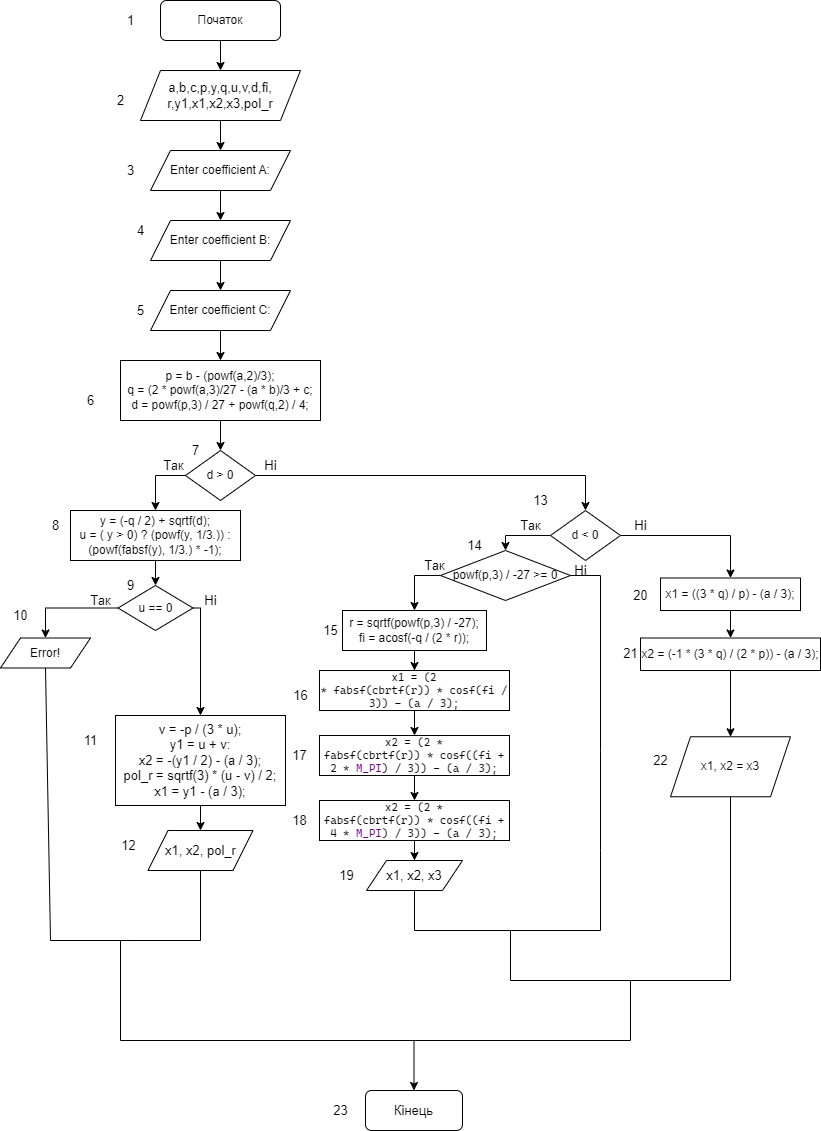 1
Початок
2
a,b,c,p,y,q,u,v,d,fi,
r,y1,x1,x2,x3,pol_r
3
Enter coefficient A:
4
Enter coefficient B:
5
Enter coefficient C:
6
p = b - (powf(a,2)/3);
q = (2 * powf(a,3)/27 - (a * b)/3 + c;
d = powf(p,3) / 27 + powf(q,2) / 4;
7
Так
d > 0
Ні
8
y = (-q / 2) + sqrtf(d);
u = ( y > 0) ? (powf(y, 1/3.)) :
(powf(fabsf(y), 1/3.) * -1);
9
Так
u == 0
Ні
10
Error!
11
v = -p / (3 * u);
y1 = u + v:
x2 = -(y1 / 2) - (a / 3);
pol_r = sqrtf(3) * (u - v) / 2;
x1 = y1 - (a / 3);
12
x1, x2, pol_r
13
Так
d < 0
Ні
14
Так
powf(p,3) / -27 >= 0
Ні
15
r = sqrtf(powf(p,3) / -27);
fi = acosf(-q / (2 * r));
16
x1 = (2
* fabsf(cbrtf(r)) * cosf(fi /
3)) - (a / 3);
17
x2 = (2 *
fabsf(cbrtf(r)) * cosf((fi +
2 * M_PI) / 3)) - (a / 3);
18
x2 = (2 *
fabsf(cbrtf(r)) * cosf((fi +
4 * M_PI) / 3)) - (a / 3);
19
x1, x2, x3
20
x1 = ((3 * q) / p) - (a / 3);
21
x2 = (-1 * (3 * q) / (2 * p)) - (a / 3);
22
x1, x2 = x3
23
Кінець